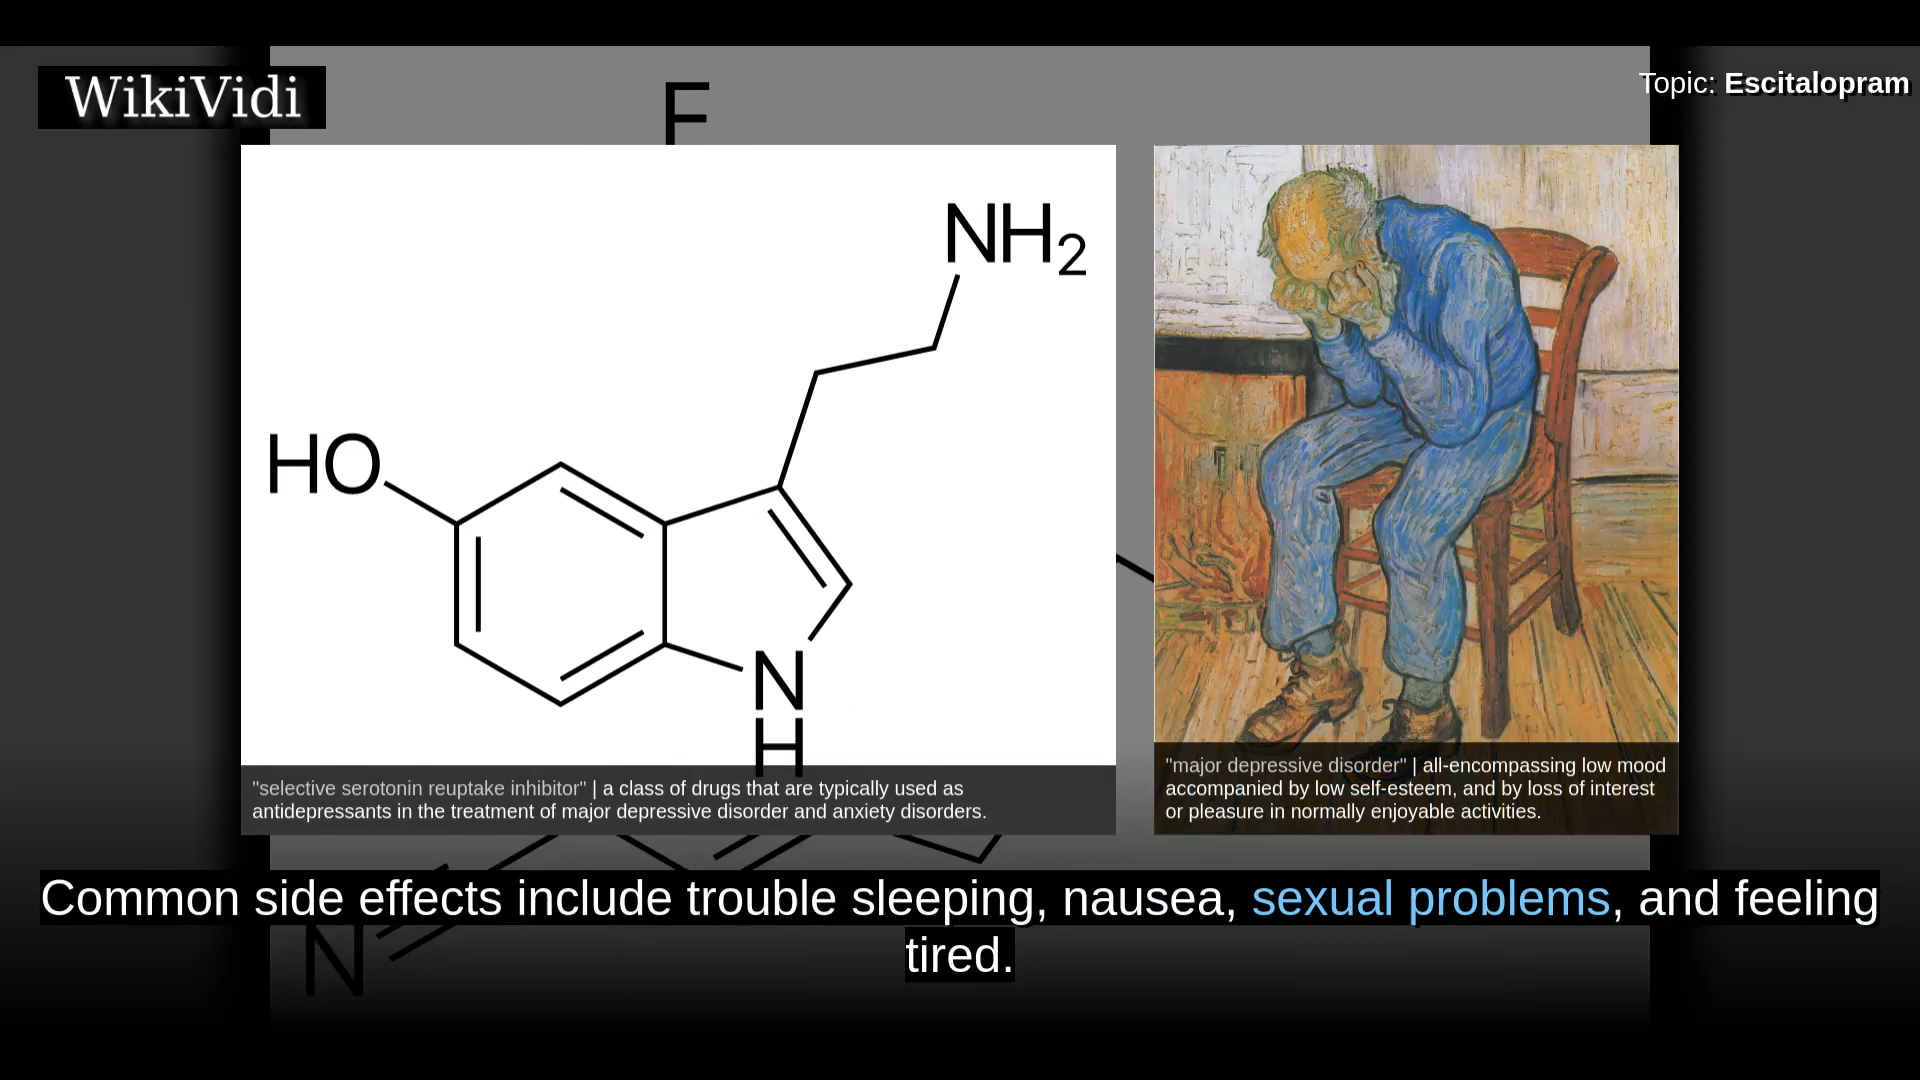 WikiVidi
Topic: Escitalopram
F
NH2
HO
N
H
"selective serotonin reuptake inhibitor" | a class of drugs that are typically used as
antidepressants in the treatment of major depressive disorder and anxiety disorders.
"major depressive disorder" | all-encompassing low mood
accompanied by low self-esteem, and by loss of interest
or pleasure in normally enjoyable activities.
Common side effects include trouble sleeping, nausea, sexual problems, and feeling
tired.
N